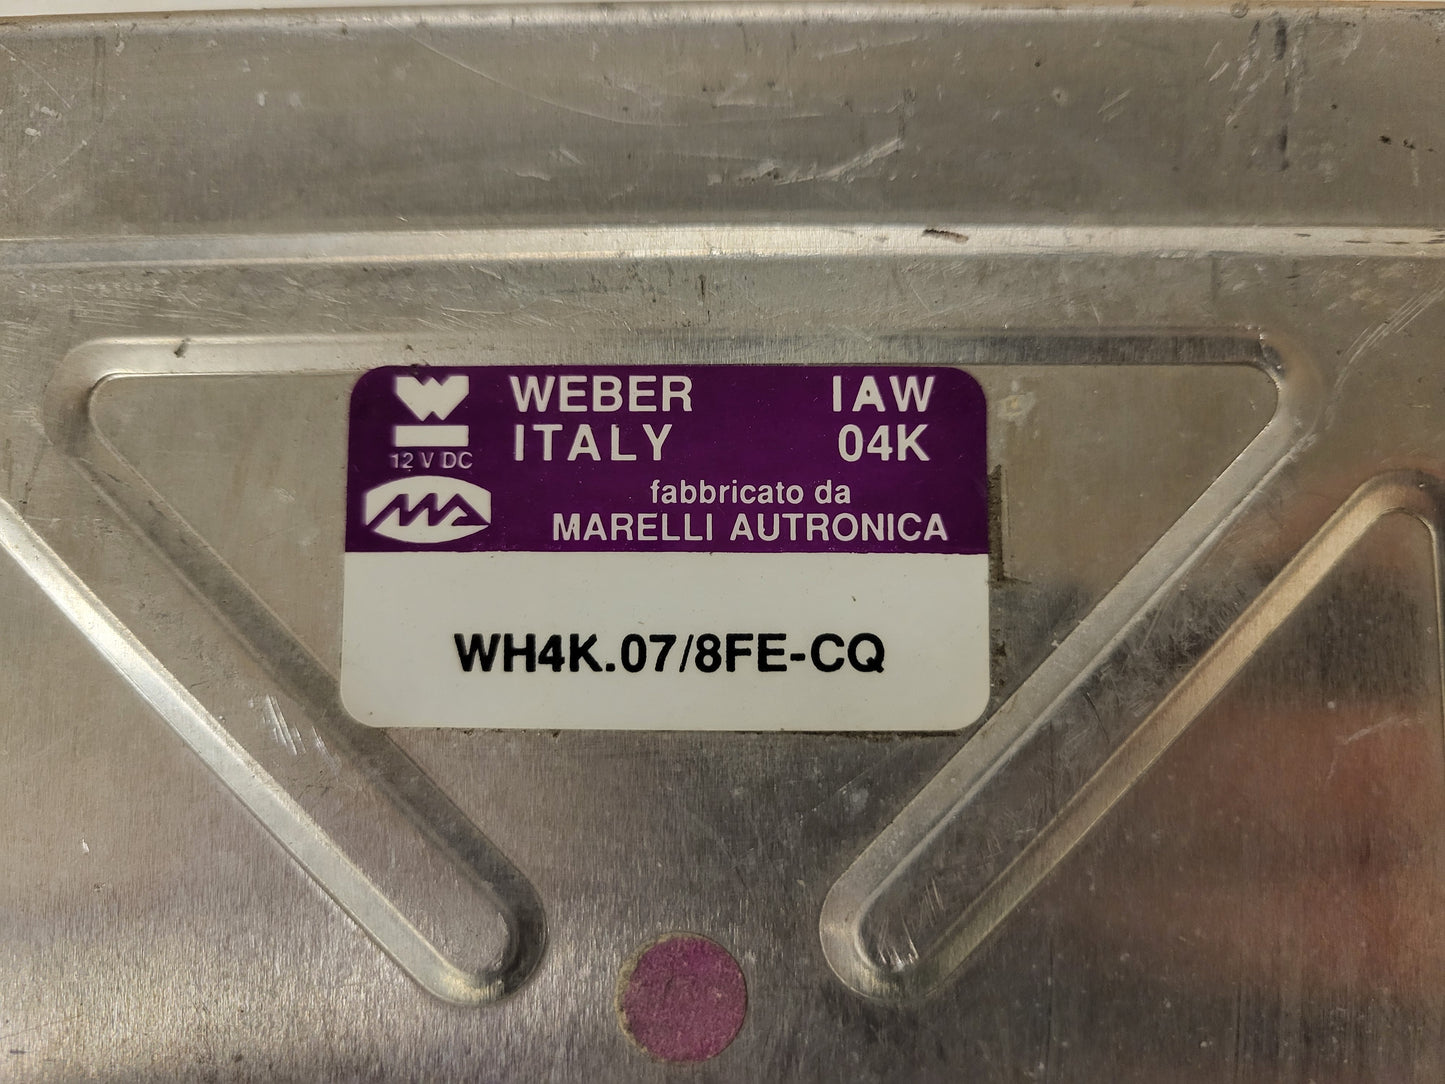 WEBER IAW
ITALY 04K
12 V DC
fabbricato da
MARELLI AUTRONICA
WH4K.07/8FE-CQ